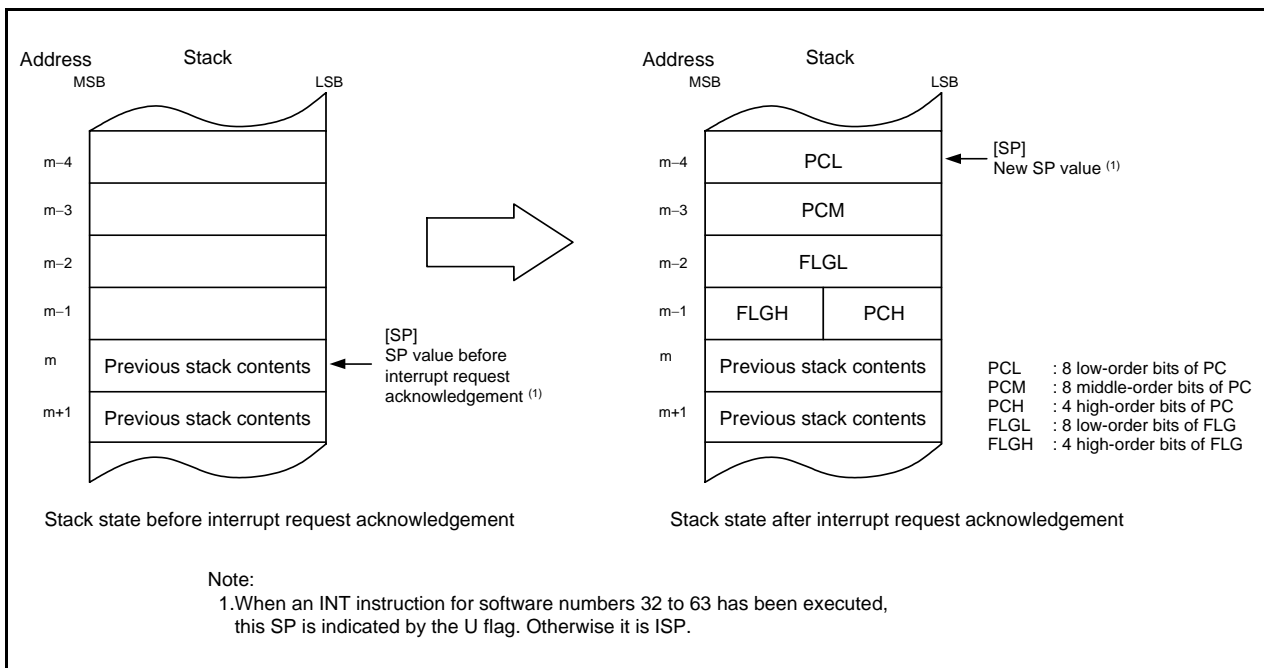 Address Stack
MSB LSB
m−4
m−3
m−2
m−1
m Previous stack contents
m+1 Previous stack contents
[SP]
SP value before
interrupt request
acknowledgement (1)
Stack state before interrupt request acknowledgement
Address Stack
MSB LSB
m−4 PCL
m−3 PCM
m−2 FLGL
m−1 FLGH PCH
m Previous stack contents
m+1 Previous stack contents
[SP]
New SP value (1)
PCL : 8 low-order bits of PC
PCM : 8 middle-order bits of PC
PCH : 4 high-order bits of PC
FLGL : 8 low-order bits of FLG
FLGH : 4 high-order bits of FLG
Stack state after interrupt request acknowledgement
Note:
1.When an INT instruction for software numbers 32 to 63 has been executed,
this SP is indicated by the U flag. Otherwise it is ISP.